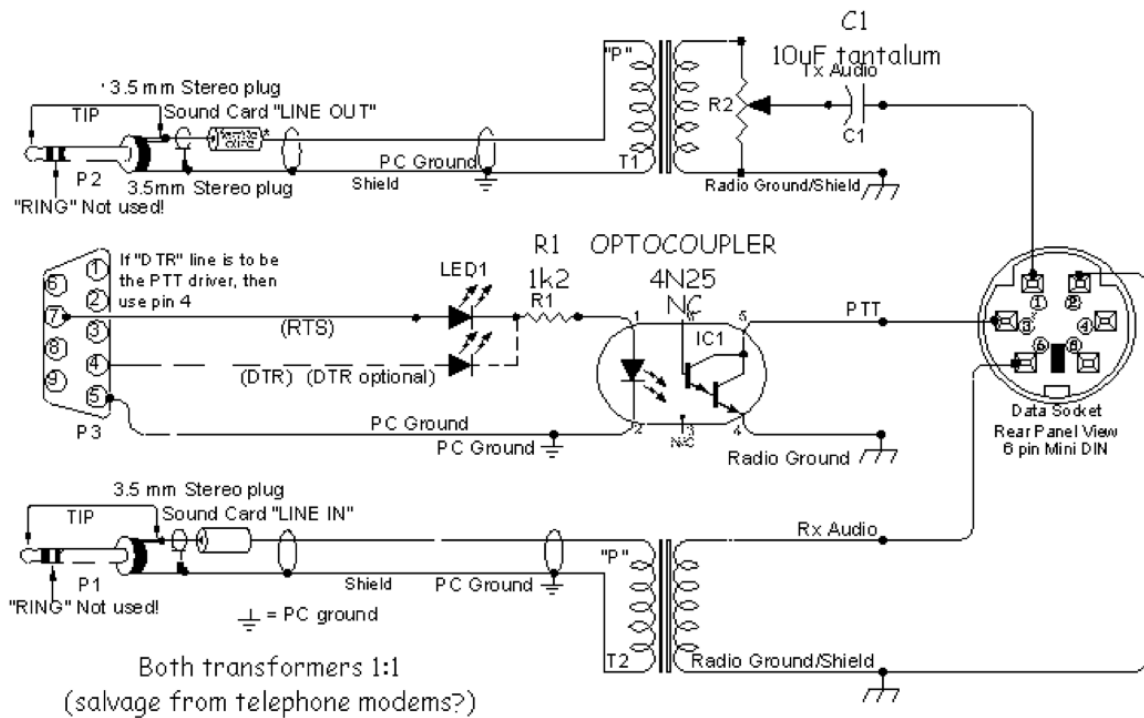 C1
10uF tantalum
Tx Audio
C1
3.5 mm Stereo plug
TIP
Sound Card "LINE OUT"
"P"
R2
P2
PC Ground
T1
3.5mm Stereo plug
Shield
Radio Ground/Shield
"RING" Not used!
If "DTR" line is to be
the PTT driver, then
use pin 4
LED1
R1
1k2
R1
OPTOCOUPLER
4N25
NC
IC1
1
5
PTT
(RTS)
(DTR) (DTR optional)
6
7
8
9
1
2
3
4
5
P3
PC Ground
PC Ground
2
N/C
3
4
Radio Ground
1
2
3
4
5
6
Data Socket
Rear Panel View
6 pin Mini DIN
3.5 mm Stereo plug
TIP
Sound Card "LINE IN"
"P"
Rx Audio
P1
Shield
PC Ground
"RING" Not used!
= PC ground
T2
Radio Ground/Shield
Both transformers 1:1
(salvage from telephone modems?)